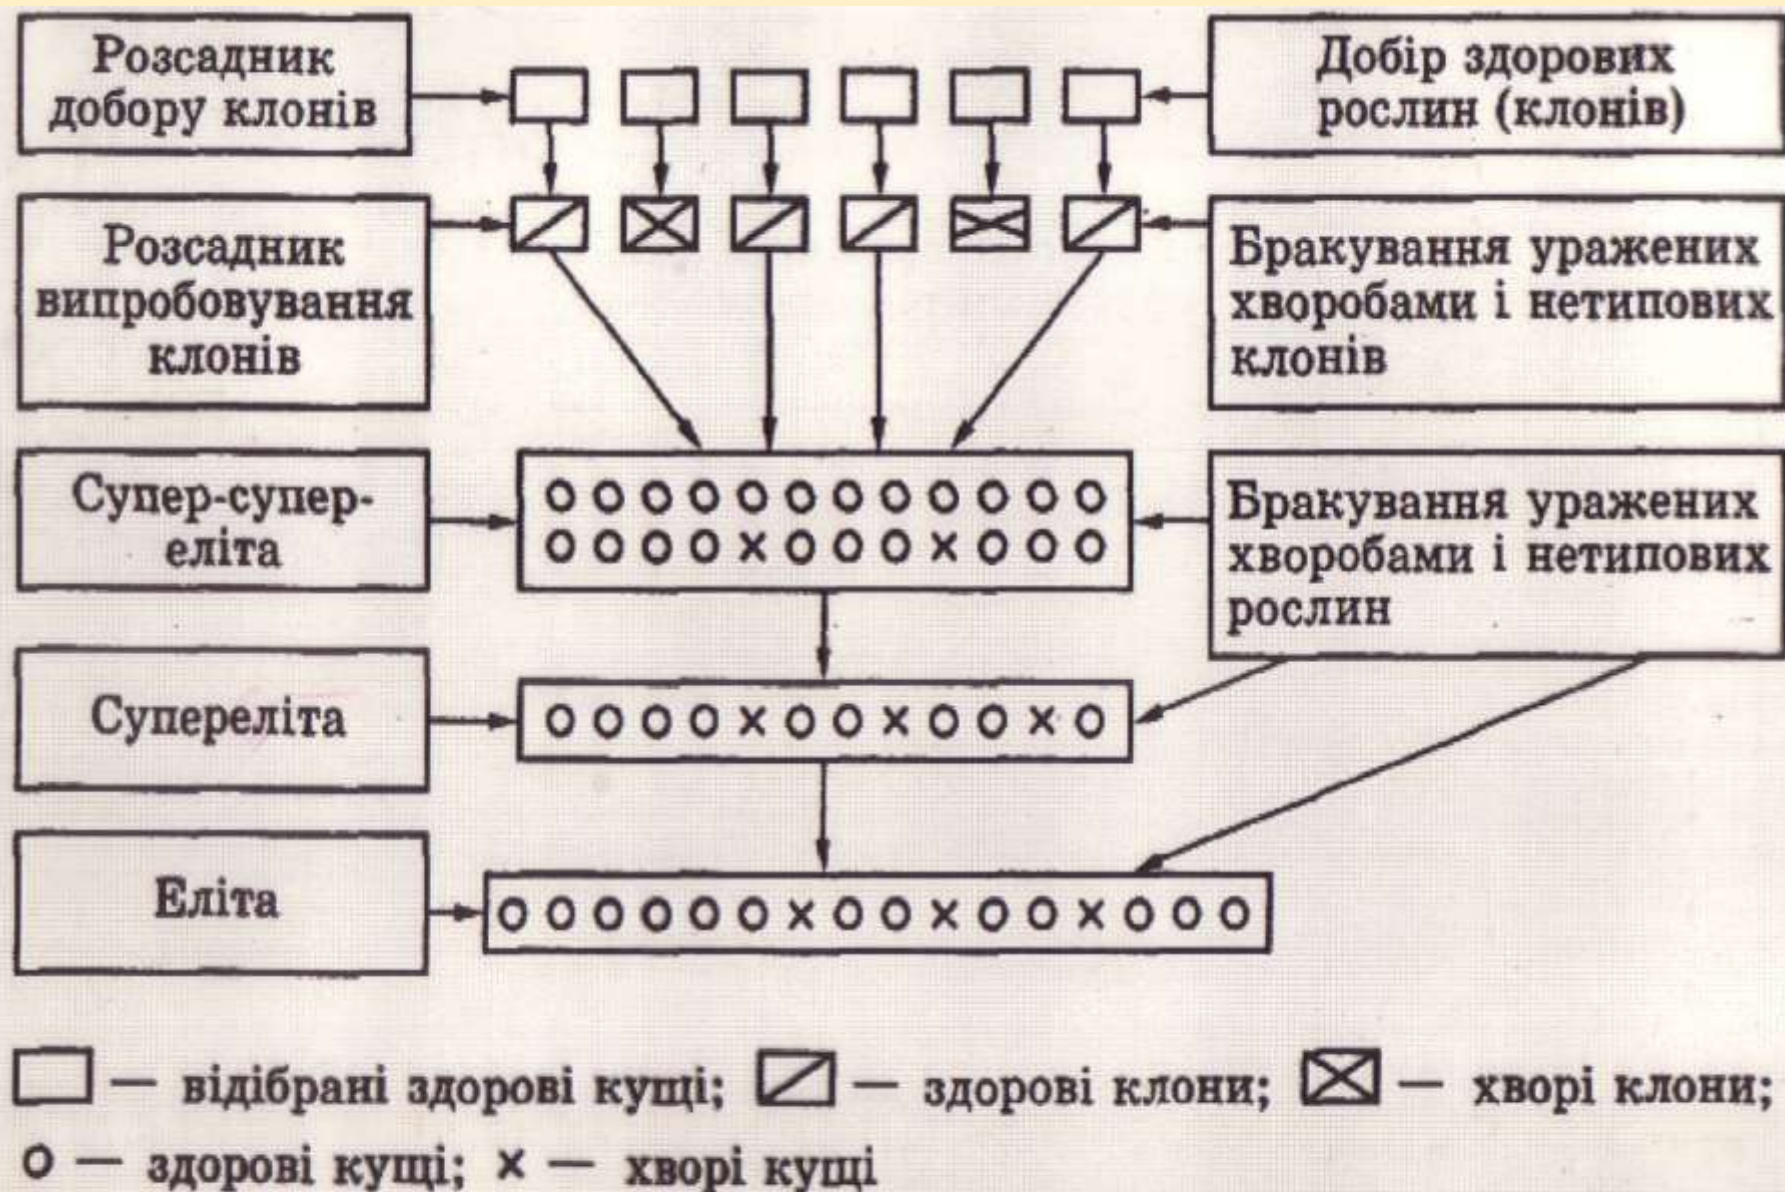 Розсадник
добору клонів
Добір здорових
рослин (клонів)
Розсадник
випробовування
клонів
Бракування уражених
хворобами і нетипових
клонів
Супер-супер-
еліта
О О О О О О О О О О О О
О О О О × О О О × О О О
Бракування уражених
хворобами і нетипових
рослин
Супереліта
О О О О × О О × О О × О
Еліта
О О О О О О × О О × О О × О О О
— відібрані здорові кущі; — здорові клони; — хворі клони;
О — здорові кущі; × — хворі кущі